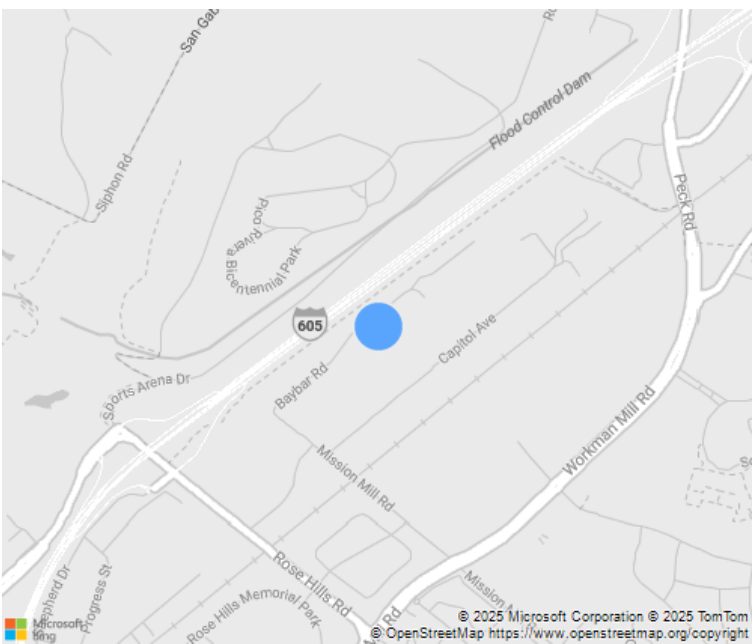 San Gab
Ru
Flood Control Dam
Siphon Rd
Peck Rd
Pico Rivera
Bicentennial Park
605
Capitol Ave
Sports Arena Dr
Baybar Rd
Workman Mill Rd
Mission Mill Rd
Rose Hills Rd
Mission Mi
Rd
Shepherd Dr
Progress St
Rose Hills Memorial Park
Microsoft
Bing
© 2025 Microsoft Corporation © 2025 TomTom
© OpenStreetMap https://www.openstreetmap.org/copyright